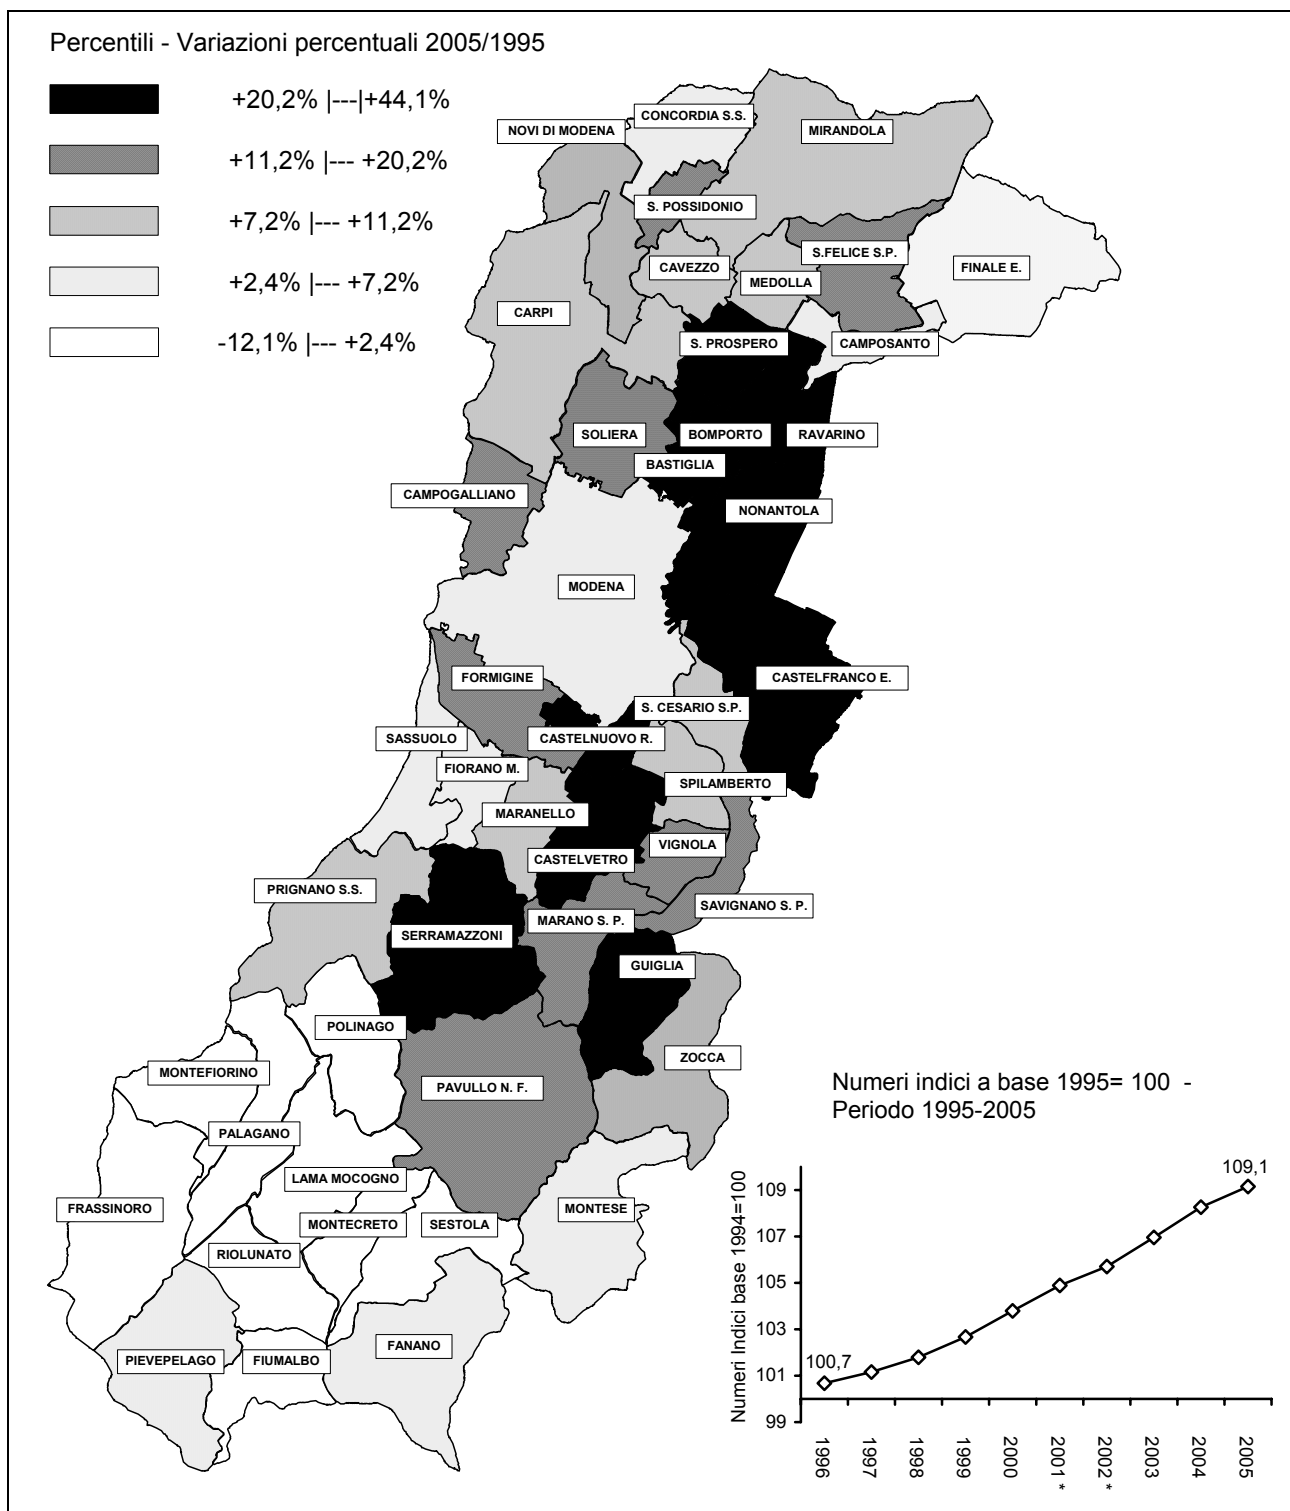 Percentili - Variazioni percentuali 2005/1995
+20,2% |---|+44,1%
+11,2% |--- +20,2%
+7,2% |--- +11,2%
+2,4% |--- +7,2%
-12,1% |--- +2,4%
CONCORDIA S.S.
NOVI DI MODENA
MIRANDOLA
S. POSSIDONIO
S.FELICE S.P.
CAVEZZO
FINALE E.
MEDOLLA
CARPI
S. PROSPERO
CAMPOSANTO
SOLIERA
BOMPORTO
RAVARINO
BASTIGLIA
CAMPOGALLIANO
NONANTOLA
MODENA
FORMIGINE
CASTELFRANCO E.
S. CESARIO S.P.
SASSUOLO
CASTELNUOVO R.
FIORANO M.
SPILAMBERTO
MARANELLO
VIGNOLA
CASTELVETRO
PRIGNANO S.S.
SAVIGNANO S. P.
MARANO S. P.
SERRAMAZZONI
GUIGLIA
POLINAGO
ZOCCA
MONTEFIORINO
PAVULLO N. F.
PALAGANO
LAMA MOCOGNO
FRASSINORO
MONTECRETO
SESTOLA
MONTESE
RIOLUNATO
FANANO
PIEVEPELAGO
FIUMALBO
Numeri indici a base 1995= 100 -
Periodo 1995-2005
Numeri Indici base 1994=100
109
107
105
103
101
99
100,7
109,1
1996
1997
1998
1999
2000
2001 *
2002 *
2003
2004
2005